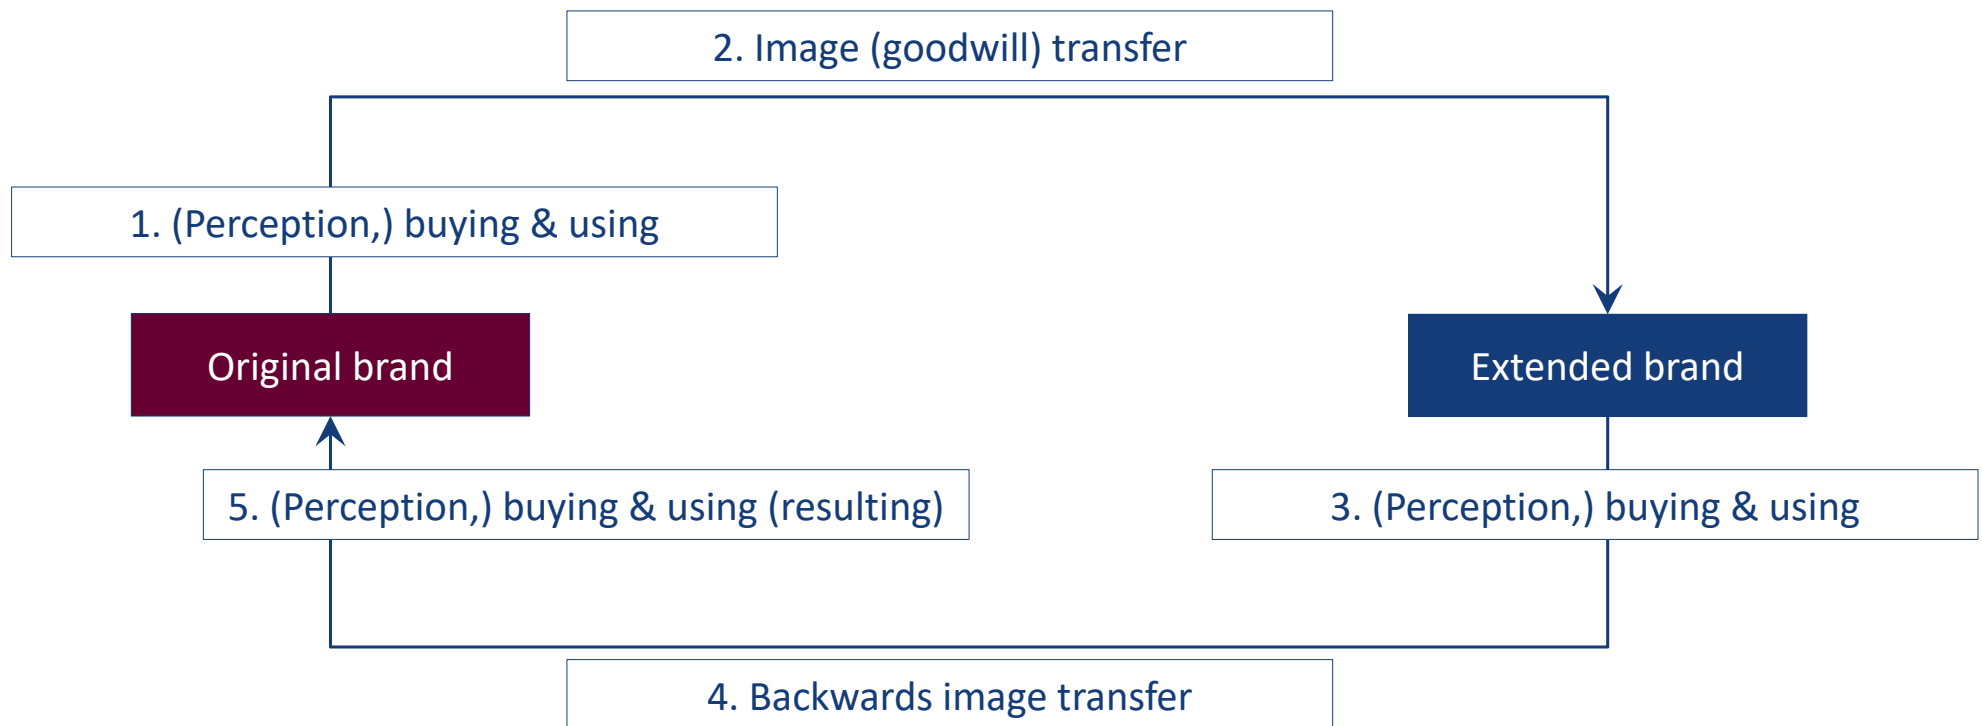 2. Image (goodwill) transfer
1. (Perception,) buying & using
Original brand
Extended brand
5. (Perception,) buying & using (resulting)
3. (Perception,) buying & using
4. Backwards image transfer